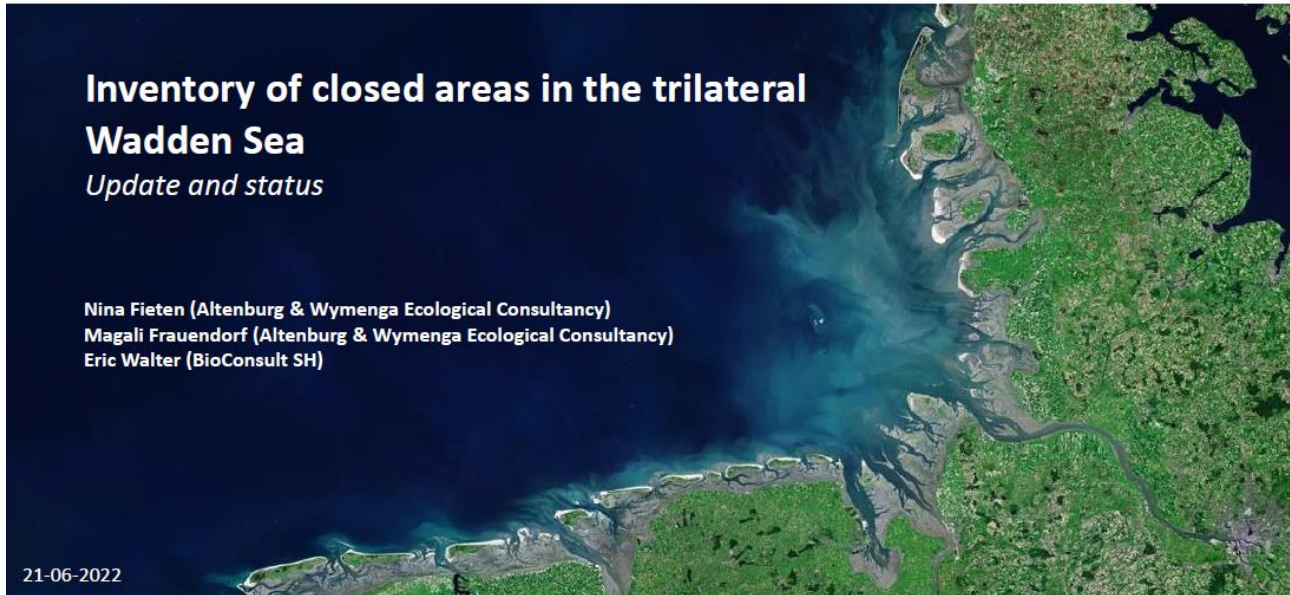 Inventory of closed areas in the trilateral
Wadden Sea
Update and status
Nina Fieten (Altenburg & Wymenga Ecological Consultancy)
Magali Frauendorf (Altenburg & Wymenga Ecological Consultancy)
Eric Walter (BioConsult SH)
21-06-2022